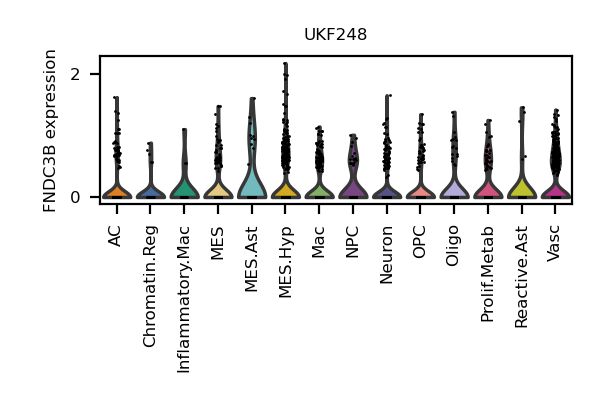 UKF248
FNDC3B expression
2
0
AC
Chromatin.Reg
Inflammatory.Mac
MES
MES.Ast
MES.Hyp
Mac
NPC
Neuron
OPC
Oligo
Prolif.Metab
Reactive.Ast
Vasc